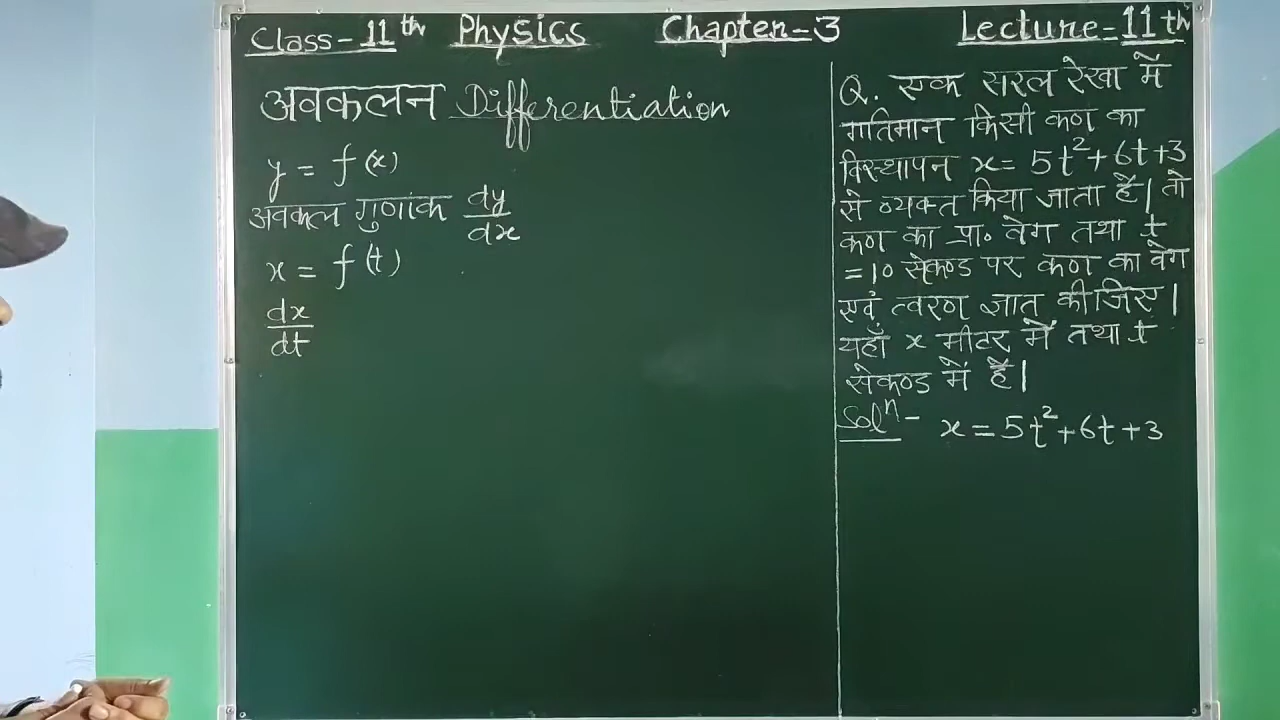 Class-11th Physics Chapter-3 Lecture-11th
अवकलन Differentiation
y = f(x)
अवकल गुणांक dy/dx
x = f(t)
dx/dt
Q. एक सरल रेखा में
गतिमान किसी कण का
विस्थापन x = 5t²+6t+3
से व्यक्त किया जाता है। तो
कण का प्रा० वेग तथा t
=10 सेकण्ड पर कण का वेग
एवं त्वरण ज्ञात कीजिए।
यहाँ x मीटर में तथा t
सेकण्ड में है।
Solⁿ- x = 5t²+6t+3